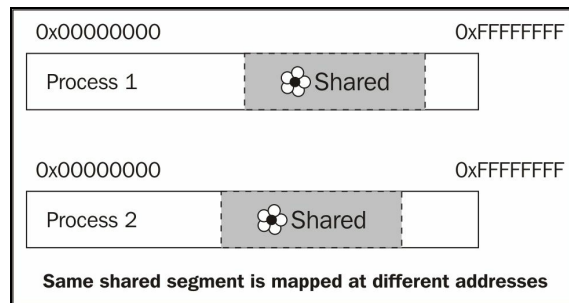 0x00000000 0xFFFFFFFF
Process 1 Shared
0x00000000 0xFFFFFFFF
Process 2 Shared
Same shared segment is mapped at different addresses